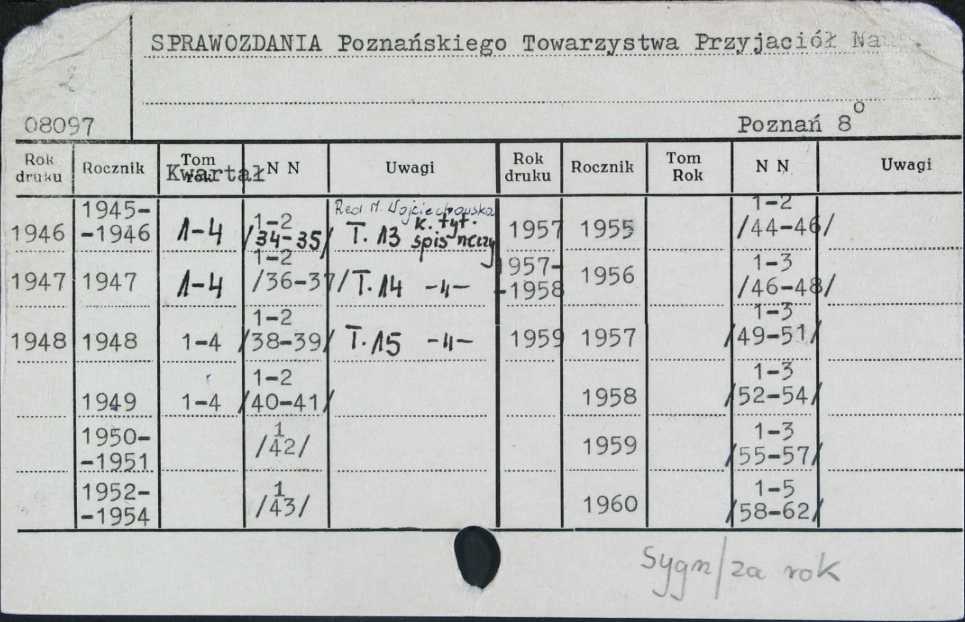 SPRAWOZDANIA Poznańskiego Towarzystwa Przyjaciół Nauk
08097
Poznań 8°
Rok druku Rocznik Tom Rok Kwartał N N Uwagi Rok druku Rocznik Tom Rok N N Uwagi
1946 1945--1946 1-4 1-2 /34-35/ Red. M. Wojciechowska T. 13 k. tyt. spis rzeczy 1957 1955 1-2 /44-46/
1947 1947 1-4 1-2 /36-37/ T. 14 -„- 1957--1958 1956 1-3 /46-48/
1948 1948 1-4 1-2 /38-39/ T. 15 -„- 1959 1957 1-3 /49-51/
1949 1-4 1-2 /40-41/ 1958 1-3 /52-54/
1950--1951 1 /42/ 1959 1-3 /55-57/
1952--1954 1 /43/ 1960 1-5 /58-62/
Sygn/za rok